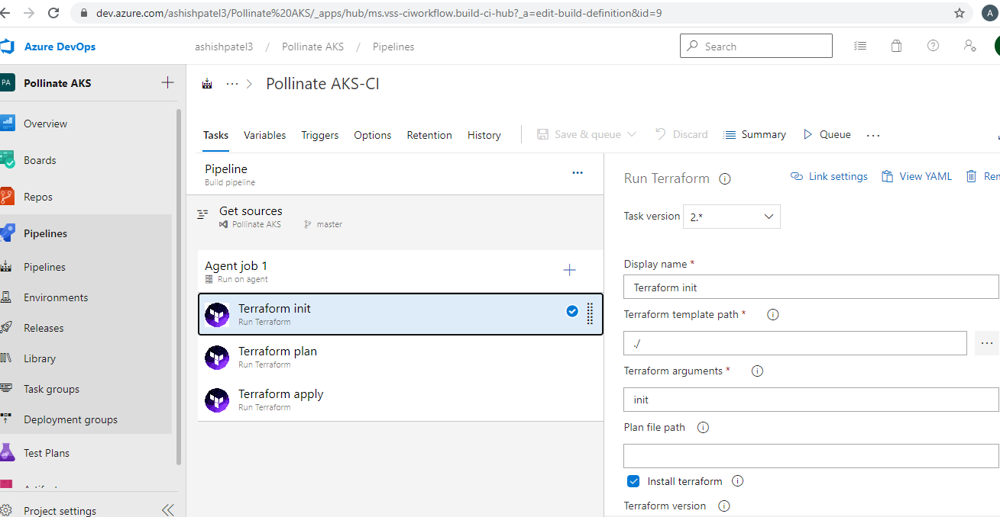 dev.azure.com/ashishpatel3/Pollinate%20AKS/_apps/hub/ms.vss-ciworkflow.build-ci-hub?_a=edit-build-definition&id=9
A
Azure DevOps
ashishpatel3 / Pollinate AKS / Pipelines
Search
PA
Pollinate AKS
Overview
Boards
Repos
Pipelines
Pipelines
Environments
Releases
Library
Task groups
Deployment groups
Test Plans
Project settings
Pollinate AKS-CI
Tasks Variables Triggers Options Retention History
Save & queue Discard Summary Queue
Pipeline
Build pipeline
Get sources
Pollinate AKS master
Agent job 1
Run on agent
Terraform init
Run Terraform
Terraform plan
Run Terraform
Terraform apply
Run Terraform
Run Terraform
Link settings View YAML Rem
Task version 2.*
Display name *
Terraform init
Terraform template path *
./
Terraform arguments *
init
Plan file path
Install terraform
Terraform version